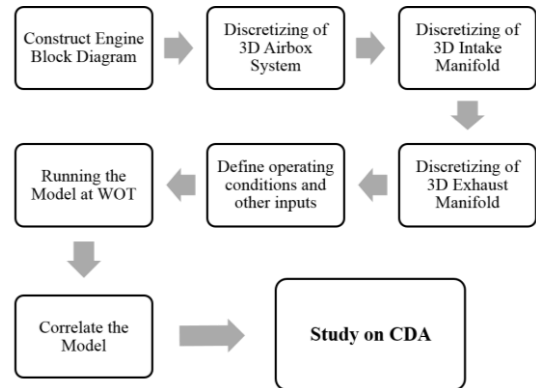 Construct Engine
Block Diagram
Discretizing of
3D Airbox
System
Discretizing of
3D Intake
Manifold
Discretizing of
3D Exhaust
Manifold
Define operating
conditions and
other inputs
Running the
Model at WOT
Correlate the
Model
Study on CDA